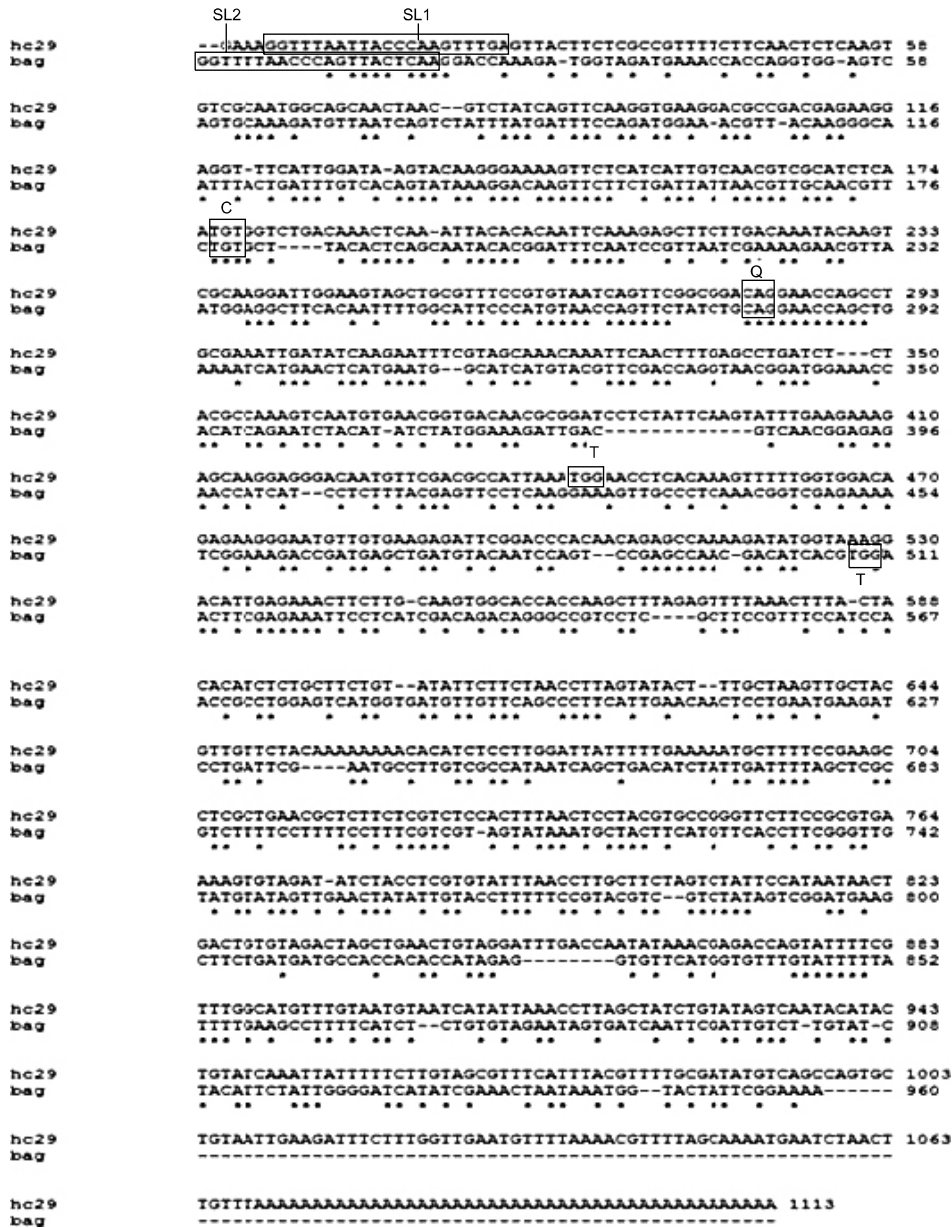 SL2 SL1
hc29 --GAAAGGTTTAATTACCCAAGTTTGAGTTACTTCTCGCCGTTTTCTTCAACTCTCAAGT 58
bag GGTTTTAACCCAGTTACTCAAGGACCAAAGA-TGGTAGATGAAACCACCAGGTGG-AGTC 58
hc29 GTCGCAATGGCAGCAACTAAC--GTCTATCAGTTCAAGGTGAAGGACGCCGACGAGAAGG 116
bag AGTGCAAAGATGTTAATCAGTCTATTTATGATTTCCAGATGGAA-ACGTT-ACAAGGGCA 116
hc29 AGGT-TTCATTGGATA-AGTACAAGGGAAAAGTTCTCATCATTGTCAACGTCGCATCTCA 174
bag ATTTACTGATTTGTCACAGTATAAAGGACAAGTTCTTCTGATTATTAACGTTGCAACGTT 176
C
hc29 ATGTGGTCTGACAAACTCAA-ATTACACACAATTCAAAGAGCTTCTTGACAAATACAAGT 233
bag CTGTGCT----TACACTCAGCAATACACGGATTTCAATCCGTTAATCGAAAAGAACGTTA 232
Q
hc29 CGCAAGGATTGGAAGTAGCTGCGTTTCCGTGTAATCAGTTCGGCGGACAGGAACCAGCCT 293
bag ATGGAGGCTTCACAATTTTGGCATTCCCATGTAACCAGTTCTATCTGCAGGAACCAGCTG 292
hc29 GCGAAATTGATATCAAGAATTTCGTAGCAAACAAATTCAACTTTGAGCCTGATCT---CT 350
bag AAAATCATGAACTCATGAATG--GCATCATGTACGTTCGACCAGGTAACGGATGGAAACC 350
hc29 ACGCCAAAGTCAATGTGAACGGTGACAACGCGGATCCTCTATTCAAGTATTTGAAGAAAG 410
bag ACATCAGAATCTACAT-ATCTATGGAAAGATTGAC-------------GTCAACGGAGAG 396
T
hc29 AGCAAGGAGGGACAATGTTCGACGCCATTAAATGGAACCTCACAAAGTTTTTGGTGGACA 470
bag AACCATCAT--CCTCTTTACGAGTTCCTCAAGGAAAGTTGCCCTCAAACGGTCGAGAAAA 454
hc29 GAGAAGGGAATGTTGTGAAGAGATTCGGACCCACAACAGAGCCAAAAGATATGGTAAAGG 530
bag TCGGAAAGACCGATGAGCTGATGTACAATCCAGT--CCGAGCCAAC-GACATCACGTGGA 511
T
hc29 ACATTGAGAAACTTCTTG-CAAGTGGCACCACCAAGCTTTAGAGTTTTAAACTTTA-CTA 588
bag ACTTCGAGAAATTCCTCATCGACAGACAGGGCCGTCCTC----GCTTCCGTTTCCATCCA 567
hc29 CACATCTCTGCTTCTGT--ATATTCTTCTAACCTTAGTATACT--TTGCTAAGTTGCTAC 644
bag ACCGCCTGGAGTCATGGTGATGTTGTTCAGCCCTTCATTGAACAACTCCTGAATGAAGAT 627
hc29 GTTGTTCTACAAAAAAAAACACATCTCCTTGGATTATTTTTGAAAAATGCTTTTCCGAAGC 704
bag CCTGATTCG----AATGCCTTGTCGCCATAATCAGCTGACATCTATTGATTTTAGCTCGC 683
hc29 CTCGCTGAACGCTCTTCTCGTCTCCACTTTAACTCCTACGTGCCGGGTTCTTCCGCGTGA 764
bag GTCTTTTCCTTTTCCTTTCGTCGT-AGTATAAATGCTACTTCATGTTCACCTTCGGGTTG 742
hc29 AAAGTGTAGAT-ATCTACCTCGTGTATTTAACCTTGCTTCTAGTCTATTCCATAATAACT 823
bag TATGTATAGTTGAACTATATTGTACCTTTTTCCGTACGTC--GTCTATAGTCGGATGAAG 800
hc29 GACTGTGTAGACTAGCTGAACTGTAGGATTTGACCAATATAAACGAGACCAGTATTTTCG 883
bag CTTCTGATGATGCCACCACACCATAGAG--------GTGTTCATGGTGTTTGTATTTTTA 852
hc29 TTTGGCATGTTTGTAATGTAATCATATTAAACCTTAGCTATCTGTATAGTCAATACATAC 943
bag TTTTGAAGCCTTTTCATCT--CTGTGTAGAATAGTGATCAATTCGATTGTCT-TGTAT-C 908
hc29 TGTATCAAATTATTTTTCTTGTAGCGTTTCATTTACGTTTTGCGATATGTCAGCCAGTGC 1003
bag TACATTCTATTGGGGATCATATCGAAACTAATAAATGG--TACTATTCGGAAAA------ 960
hc29 TGTAATTGAAGATTTCTTTGGTTGAATGTTTTAAAACGTTTTAGCAAAATGAATCTAACT 1063
bag ------------------------------------------------------------
hc29 TGTTTAAAAAAAAAAAAAAAAAAAAAAAAAAAAAAAAAAAAAAAAAAAAA 1113
bag --------------------------------------------------